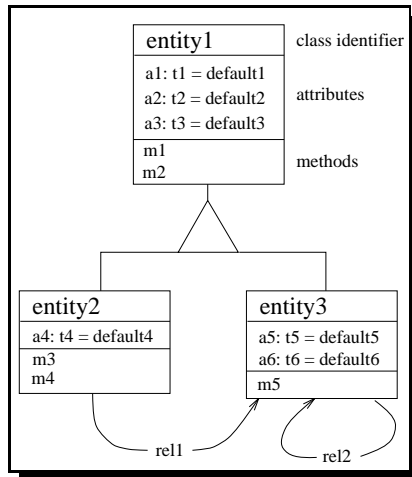 entity1
class identifier
a1: t1 = default1
a2: t2 = default2
attributes
a3: t3 = default3
m1
methods
m2
entity2
entity3
a4: t4 = default4
a5: t5 = default5
a6: t6 = default6
m3
m4
m5
rel1
rel2